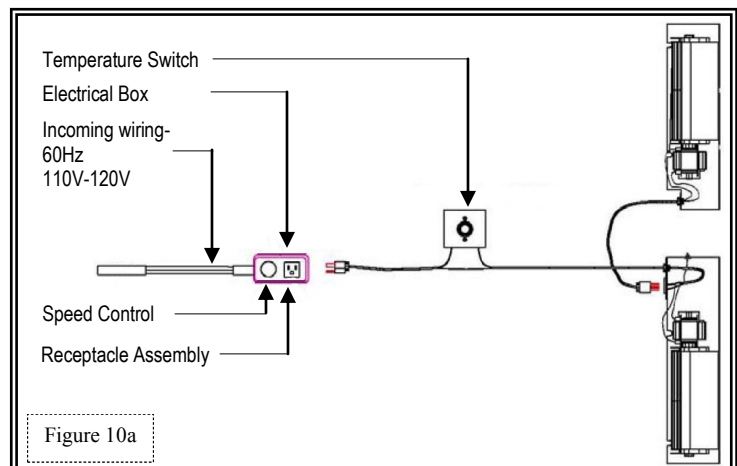 Temperature Switch
Electrical Box
Incoming wiring-
60Hz
110V-120V
Speed Control
Receptacle Assembly
Figure 10a